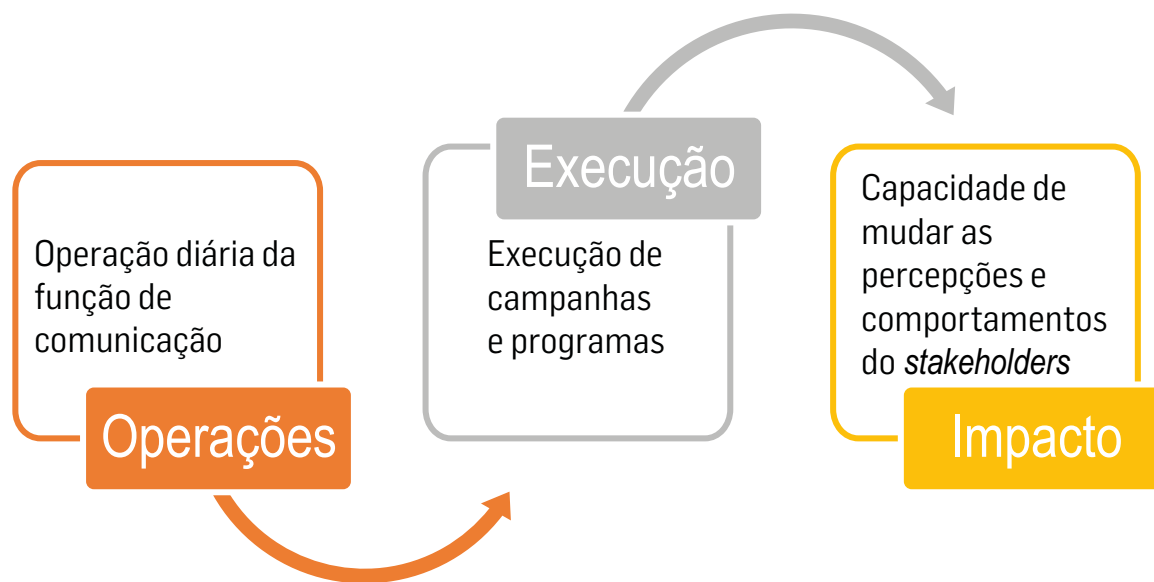 Operação diária da
função de
comunicação
Operações
Execução
Execução de
campanhas
e programas
Capacidade de
mudar as
percepções e
comportamentos
do stakeholders
Impacto